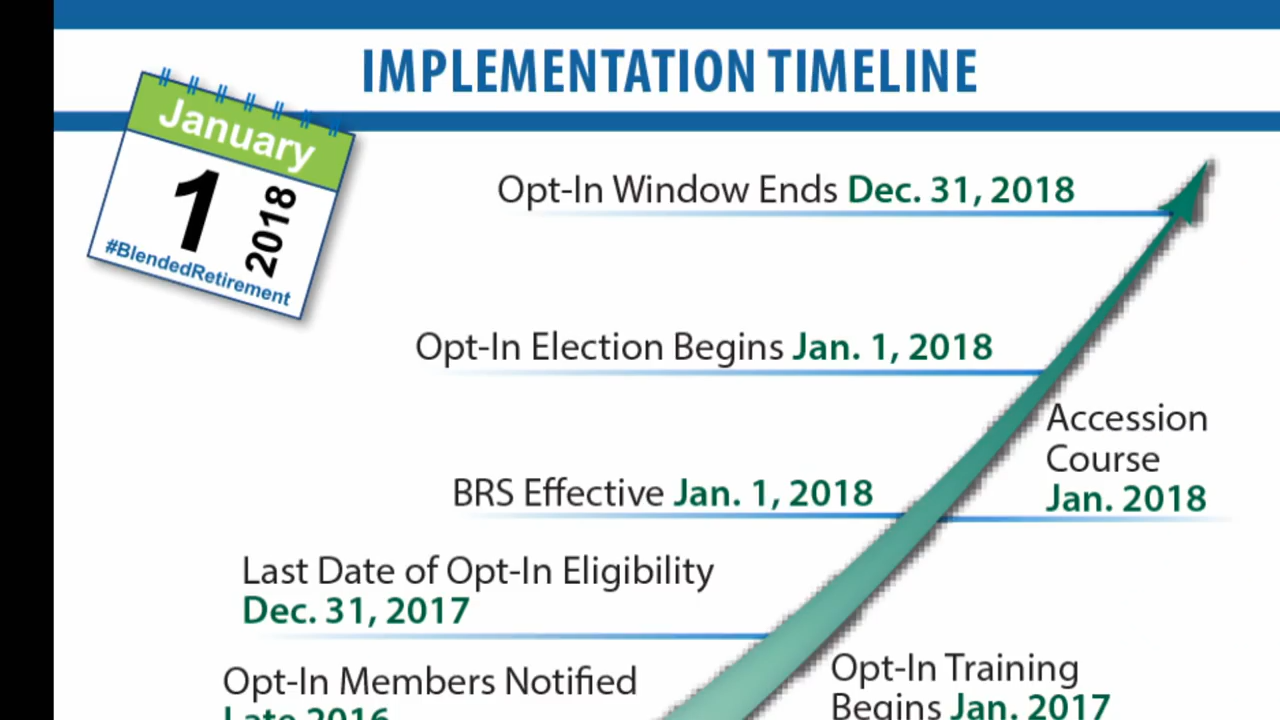 IMPLEMENTATION TIMELINE
January
1
2018
#BlendedRetirement
Opt-In Window Ends Dec. 31, 2018
Opt-In Election Begins Jan. 1, 2018
Accession
Course
Jan. 2018
BRS Effective Jan. 1, 2018
Last Date of Opt-In Eligibility
Dec. 31, 2017
Opt-In Members Notified
Late 2016
Opt-In Training
Begins Jan. 2017